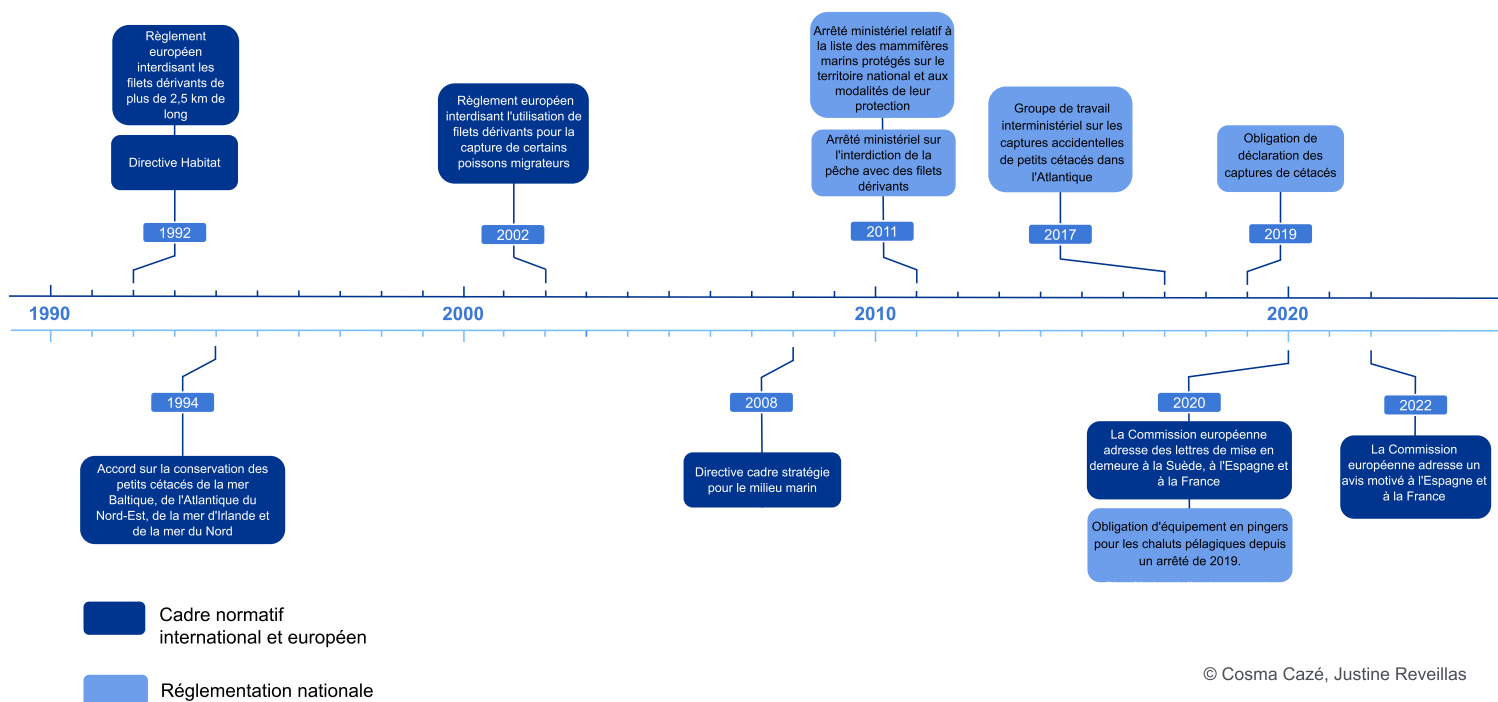 Règlement
européen
interdisant les
filets dérivants de
plus de 2,5 km de
long
Directive Habitat
1992
Règlement européen
interdisant l'utilisation de
filets dérivants pour la
capture de certains
poissons migrateurs
2002
Arrêté ministériel relatif à
la liste des mammifères
marins protégés sur le
territoire national et aux
modalités de leur
protection
Arrêté ministériel sur
l'interdiction de la
pêche avec des filets
dérivants
2011
Groupe de travail
interministériel sur les
captures accidentelles
de petits cétacés dans
l'Atlantique
2017
Obligation de
déclaration des
captures de cétacés
2019
1990
2000
2010
2020
1994
Accord sur la conservation des
petits cétacés de la mer
Baltique, de l'Atlantique du
Nord-Est, de la mer d'Irlande et
de la mer du Nord
2008
Directive cadre stratégie
pour le milieu marin
2020
La Commission européenne
adresse des lettres de mise en
demeure à la Suède, à l'Espagne et
à la France
Obligation d'équipement en pingers
pour les chaluts pélagiques depuis
un arrêté de 2019.
2022
La Commission
européenne adresse un
avis motivé à l'Espagne et
à la France
Cadre normatif
international et européen
Réglementation nationale
© Cosma Cazé, Justine Reveillas